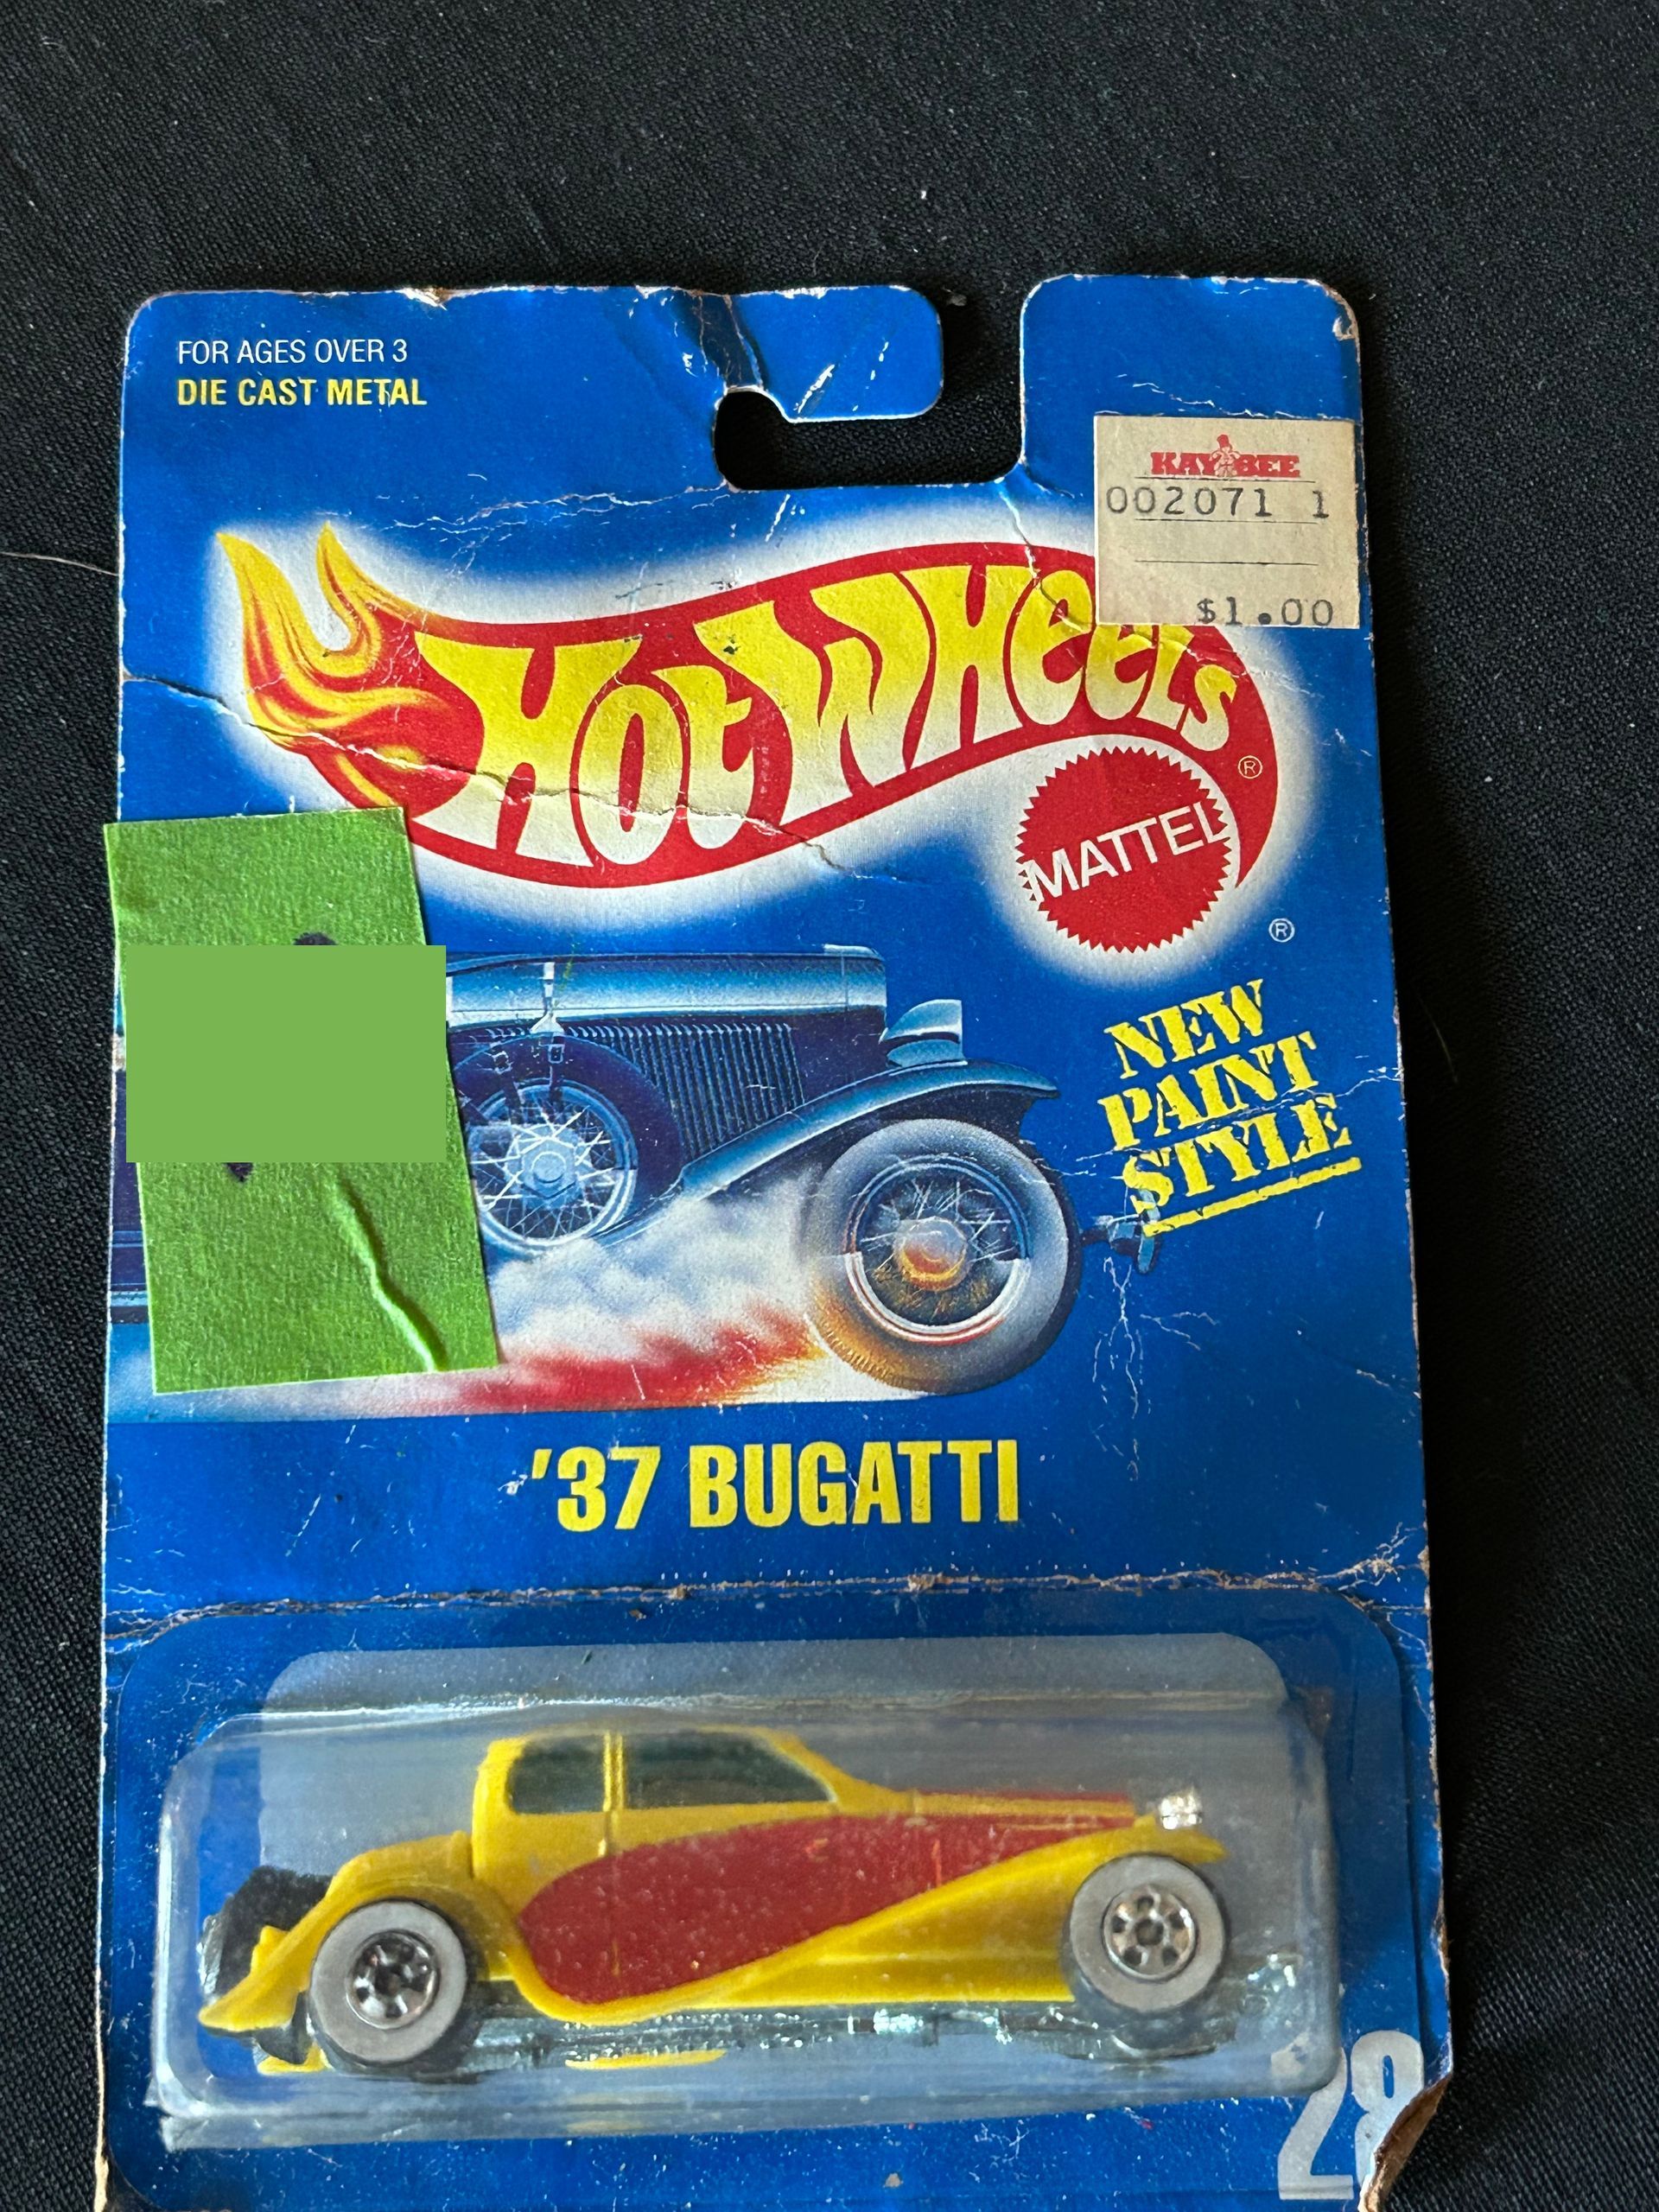 FOR AGES OVER 3
DIE CAST METAL
KAY BEE
002071 1
$1.00
HOT WHEELS
®
MATTEL
®
NEW
PAINT
STYLE
'37 BUGATTI
28